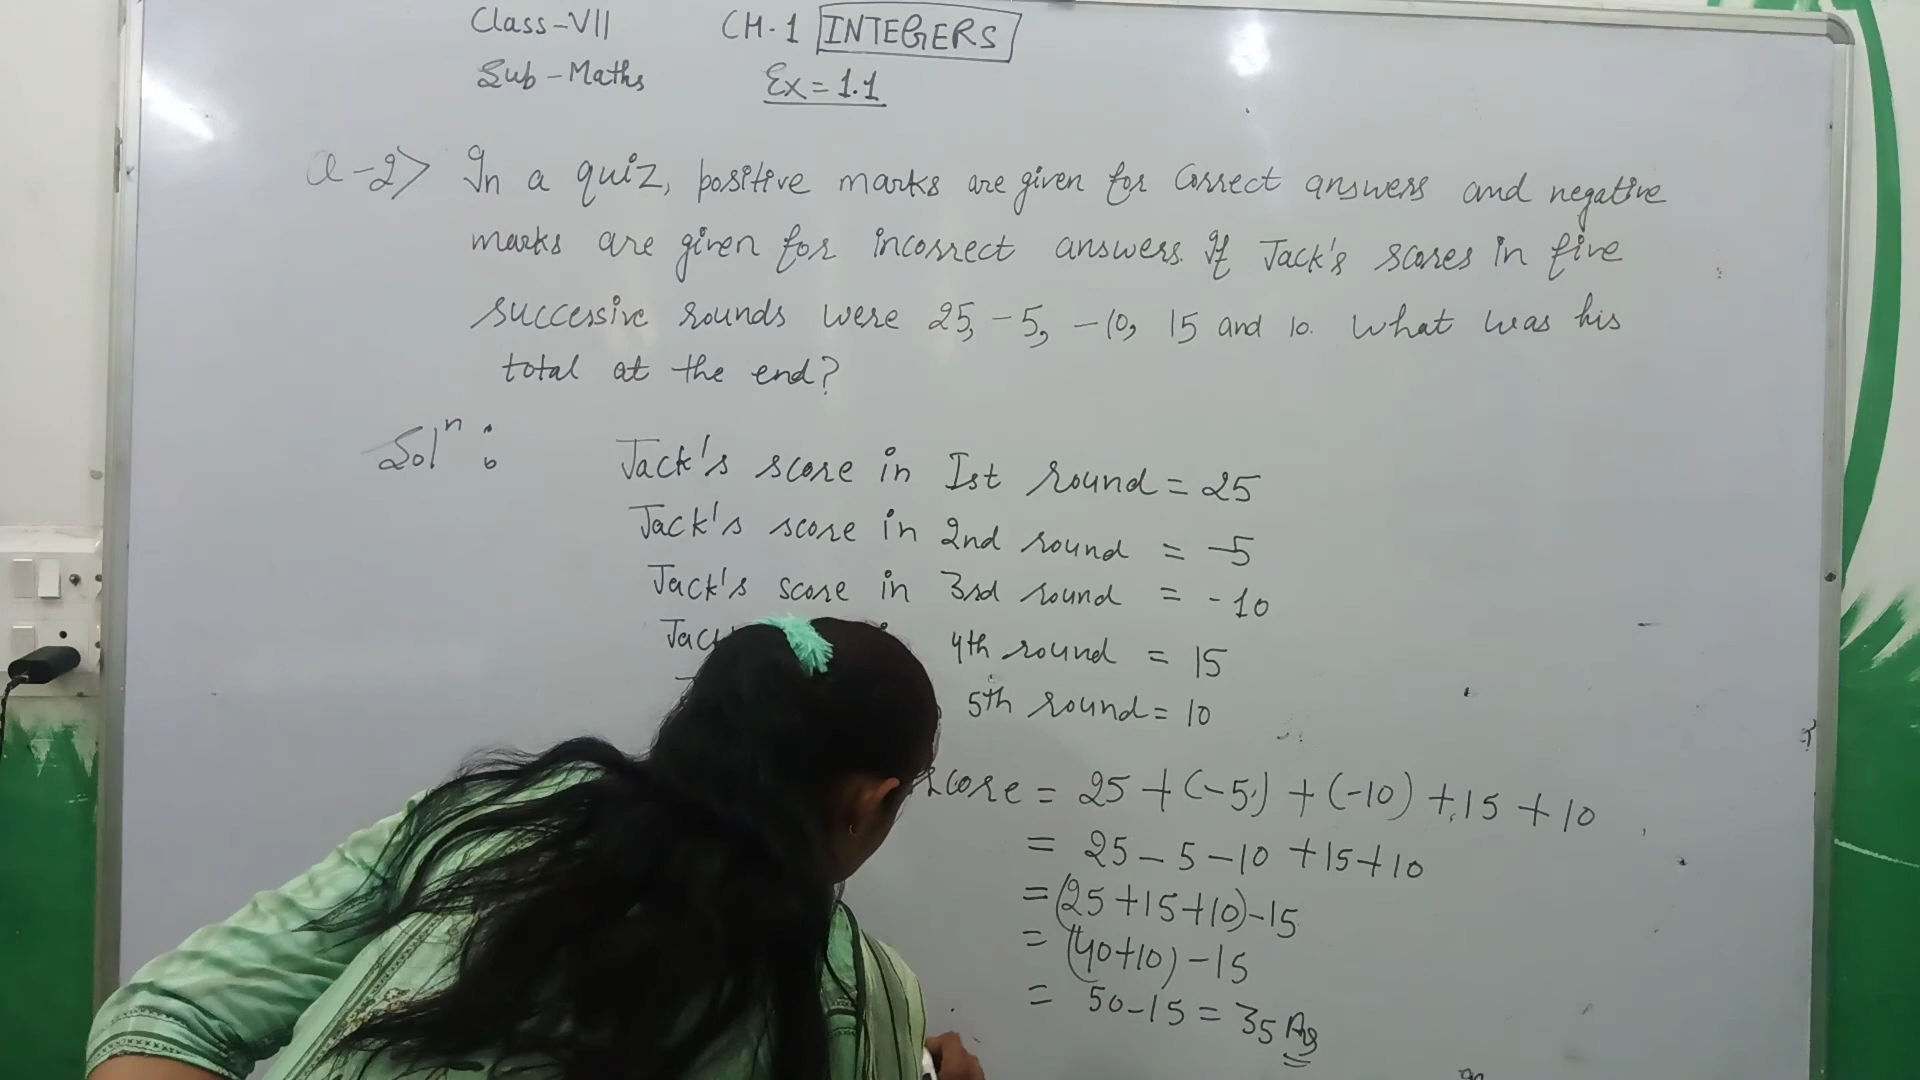 Class-VII CH.1 INTEGERS
Sub-Maths Ex=1.1
Q-2> In a quiz, positive marks are given for correct answers and negative
marks are given for incorrect answers. If Jack's scores in five
successive rounds were 25, -5, -10, 15 and 10. What was his
total at the end?
Solⁿ:
Jack's score in Ist round = 25
Jack's score in 2nd round = -5
Jack's score in 3rd round = -10
4th round = 15
5th round = 10
score = 25 + (-5) + (-10) + 15 + 10
= 25 - 5 - 10 + 15 + 10
= (25 + 15 + 10) - 15
= (40 + 10) - 15
= 50 - 15 = 35 Ans